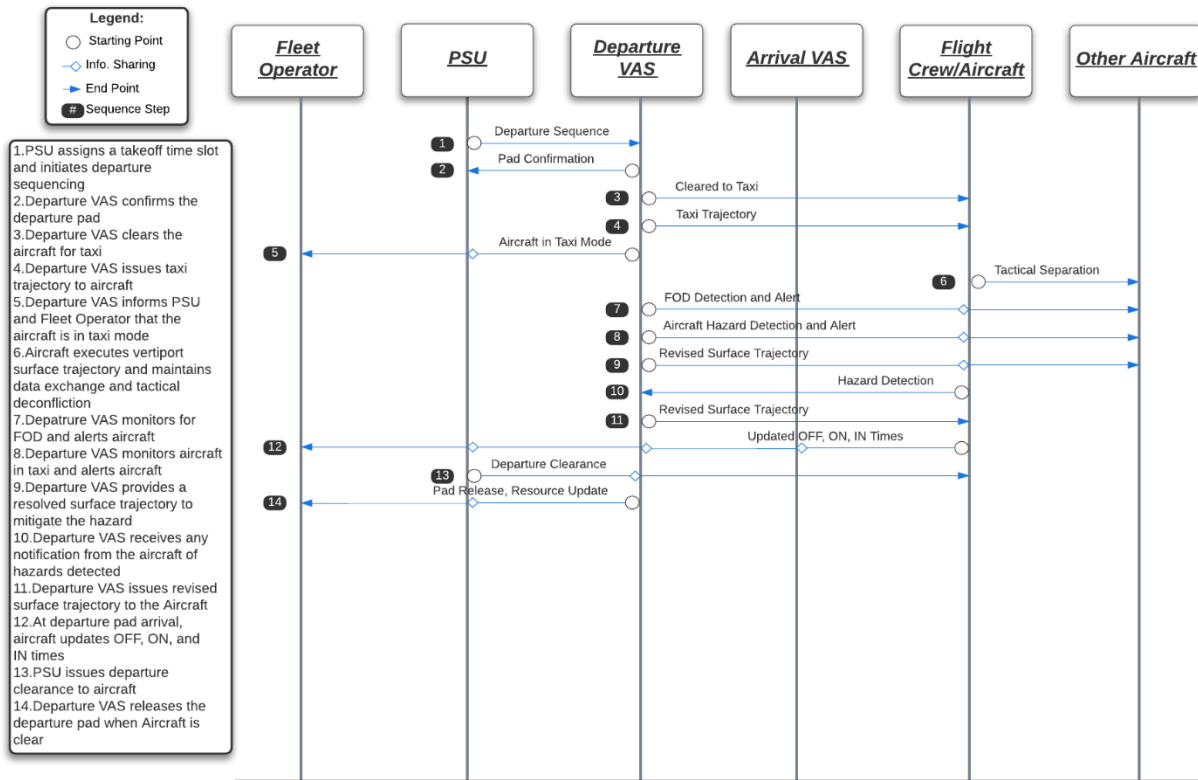 Legend:
Starting Point
Info. Sharing
End Point
# Sequence Step
Fleet
Operator
PSU
Departure
VAS
Arrival VAS
Flight
Crew/Aircraft
Other Aircraft
1.PSU assigns a takeoff time slot
and initiates departure
sequencing
2.Departure VAS confirms the
departure pad
3.Departure VAS clears the
aircraft for taxi
4.Departure VAS issues taxi
trajectory to aircraft
5.Departure VAS informs PSU
and Fleet Operator that the
aircraft is in taxi mode
6.Aircraft executes vertiport
surface trajectory and maintains
data exchange and tactical
deconfliction
7.Depatrure VAS monitors for
FOD and alerts aircraft
8.Departure VAS monitors aircraft
in taxi and alerts aircraft
9.Departure VAS provides a
resolved surface trajectory to
mitigate the hazard
10.Departure VAS receives any
notification from the aircraft of
hazards detected
11.Departure VAS issues revised
surface trajectory to the Aircraft
12.At departure pad arrival,
aircraft updates OFF, ON, and
IN times
13.PSU issues departure
clearance to aircraft
14.Departure VAS releases the
departure pad when Aircraft is
clear
1 Departure Sequence
2 Pad Confirmation
3 Cleared to Taxi
4 Taxi Trajectory
5 Aircraft in Taxi Mode
6 Tactical Separation
7 FOD Detection and Alert
8 Aircraft Hazard Detection and Alert
9 Revised Surface Trajectory
10 Hazard Detection
11 Revised Surface Trajectory
12 Updated OFF, ON, IN Times
13 Departure Clearance
14 Pad Release, Resource Update